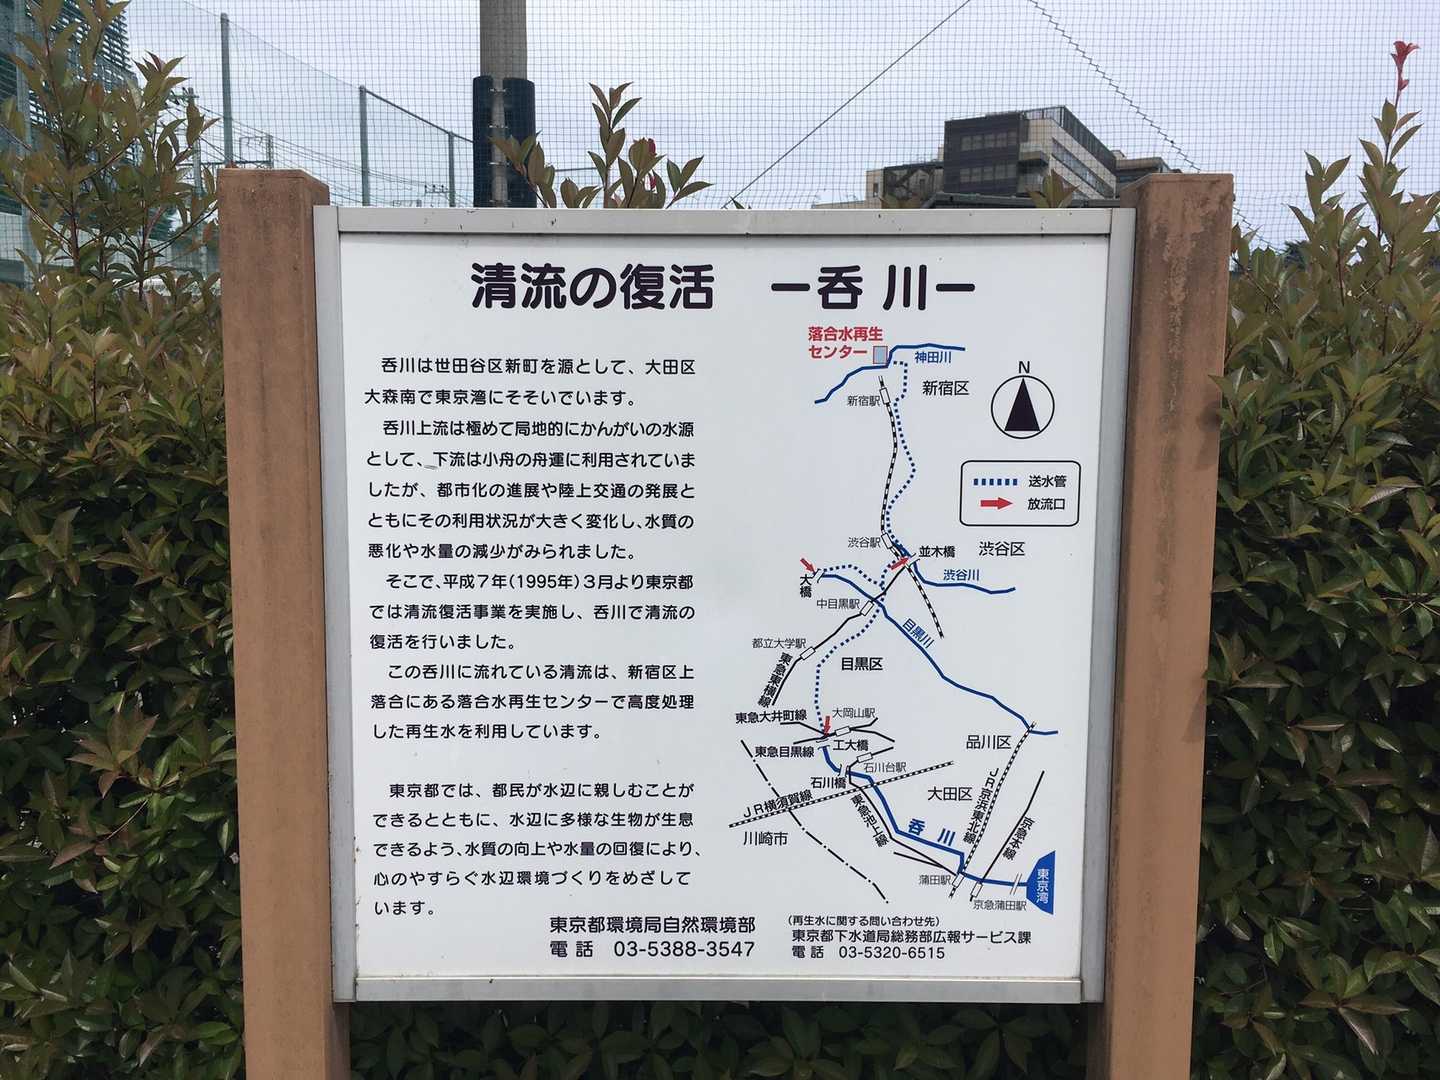 清流の復活 ー呑 川ー
呑川は世田谷区新町を源として、大田区
大森南で東京湾にそそいでいます。
呑川上流は極めて局地的にかんがいの水源
として、下流は小舟の舟運に利用されていま
したが、都市化の進展や陸上交通の発展と
ともにその利用状況が大きく変化し、水質の
悪化や水量の減少がみられました。
そこで、平成7年(1995年)3月より東京都
では清流復活事業を実施し、呑川で清流の
復活を行いました。
この呑川に流れている清流は、新宿区上
落合にある落合水再生センターで高度処理
した再生水を利用しています。
東京都では、都民が水辺に親しむことが
できるとともに、水辺に多様な生物が生息
できるよう、水質の向上や水量の回復により、
心のやすらぐ水辺環境づくりをめざして
います。
東京都環境局自然環境部
電話 03-5388-3547
(再生水に関する問い合わせ先)
東京都下水道局総務部広報サービス課
電話 03-5320-6515
落合水再生
センター
神田川
新宿区
新宿駅
N
送水管
放流口
渋谷駅
並木橋
渋谷区
渋谷川
大橋
中目黒駅
目黒川
都立大学駅
東急東横線
目黒区
東急大井町線
大岡山駅
東急目黒線
工大橋
品川区
石川橋
石川台駅
JR横須賀線
東急池上線
大田区
JR京浜東北線
京急本線
川崎市
呑川
蒲田駅
京急蒲田駅
東京湾